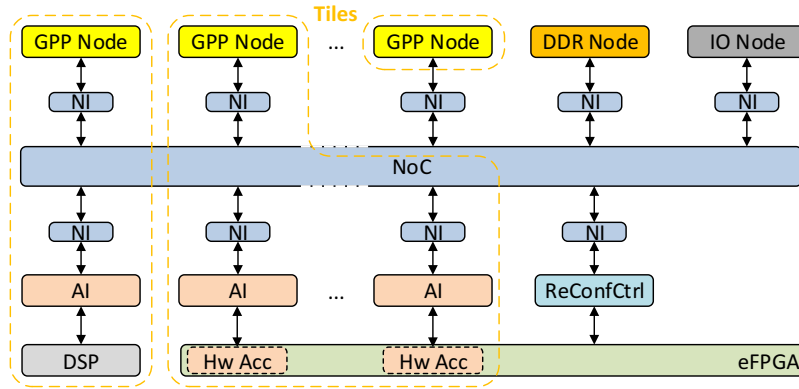 Tiles
GPP Node GPP Node ... GPP Node DDR Node IO Node
NI NI NI NI NI
NoC
NI NI NI NI
AI AI ... AI ReConfCtrl
DSP Hw Acc Hw Acc eFPGA